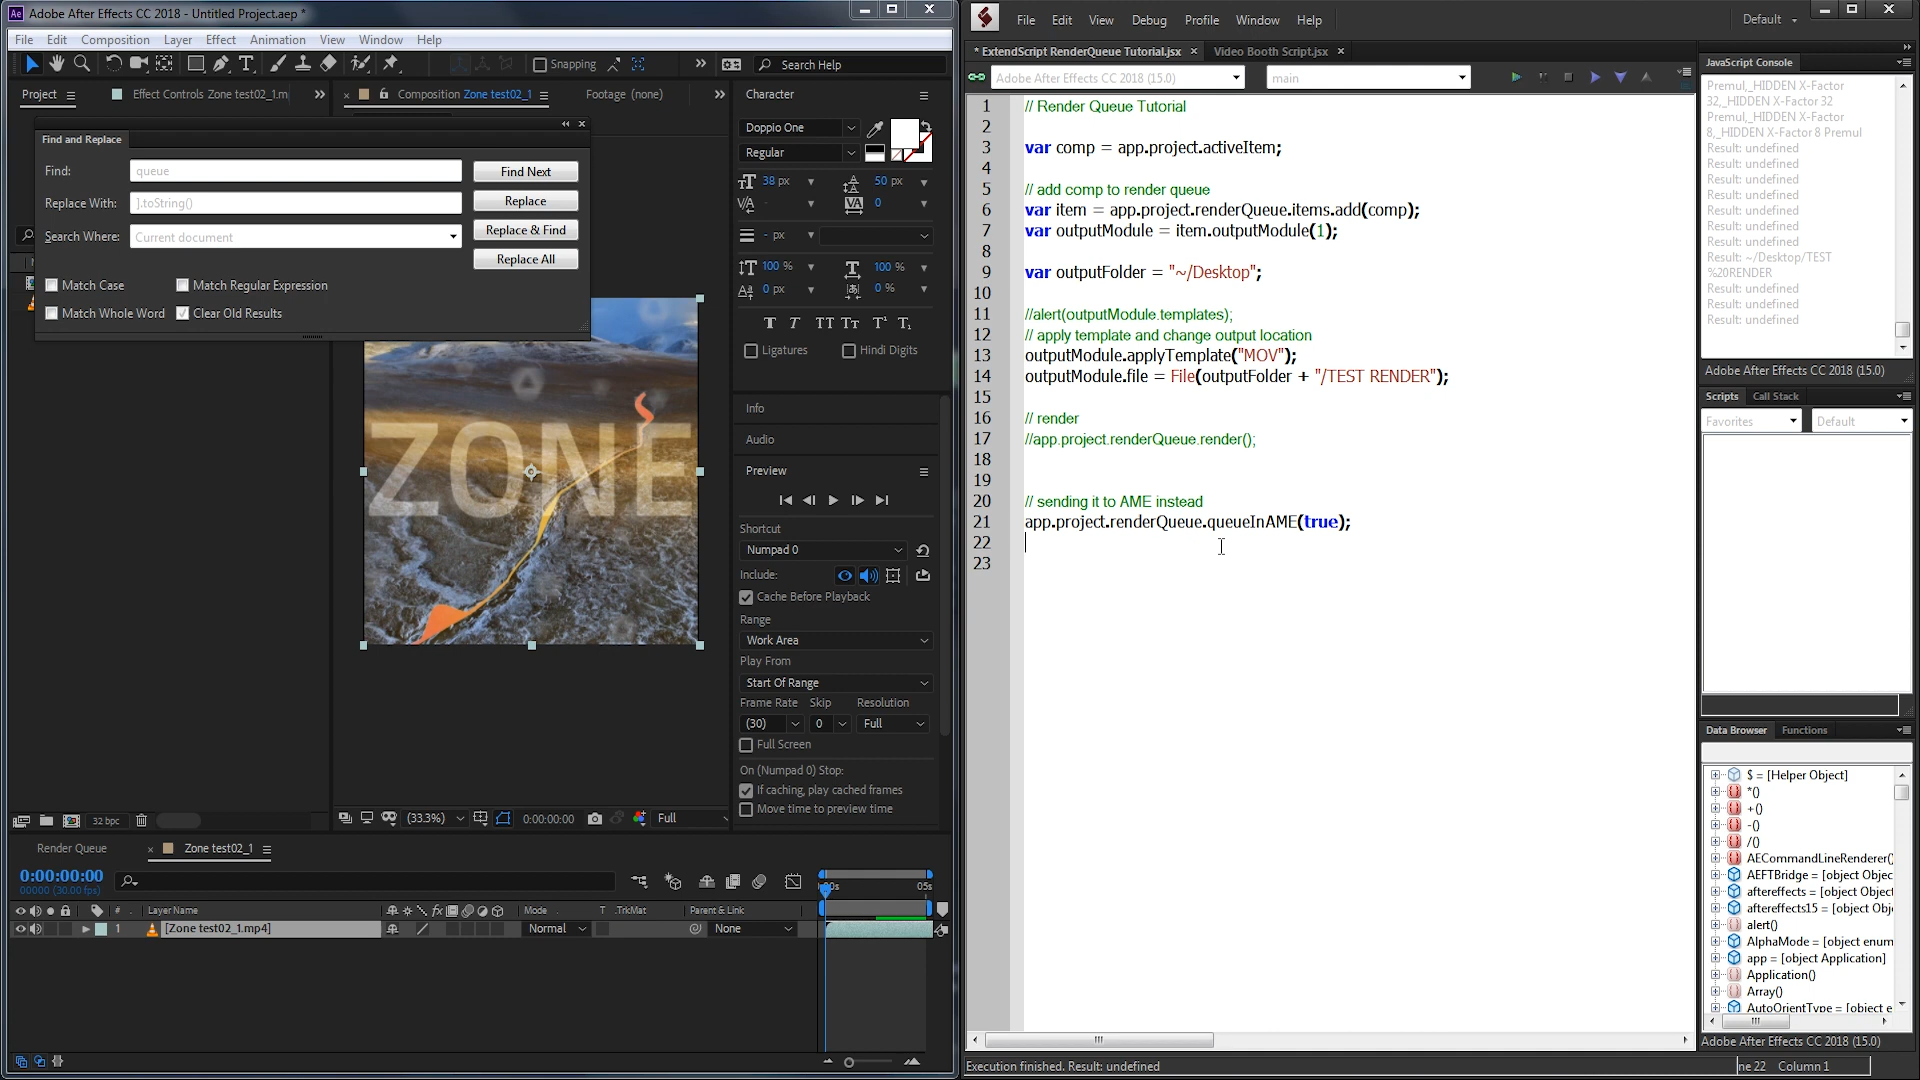 Ae Adobe After Effects CC 2018 - Untitled Project.aep *
File Edit Composition Layer Effect Animation View Window Help
Snapping
Search Help
Project
Effect Controls Zone test02_1.m
Composition Zone test02_1
Footage (none)
Find and Replace
Find: queue
Find Next
Replace With: ].toString()
Replace
Search Where: Current document
Replace & Find
Replace All
Match Case
Match Regular Expression
Match Whole Word
Clear Old Results
ZONE
32 bpc
(33.3%)
0:00:00:00
Full
Character
Doppio One
Regular
38 px
50 px
-
0
- px
100 %
100 %
0 px
0 %
Ligatures
Hindi Digits
Info
Audio
Preview
Shortcut
Numpad 0
Include:
Cache Before Playback
Range
Work Area
Play From
Start Of Range
Frame Rate Skip Resolution
(30) 0 Full
Full Screen
On (Numpad 0) Stop:
If caching, play cached frames
Move time to preview time
Render Queue
Zone test02_1
0:00:00:00
00000 (30.00 fps)
05s
# Layer Name Mode T .TrkMat Parent & Link
1 [Zone test02_1.mp4] Normal None
File Edit View Debug Profile Window Help
Default
* ExtendScript RenderQueue Tutorial.jsx
Video Booth Script.jsx
Adobe After Effects CC 2018 (15.0)
main
1 // Render Queue Tutorial
2
3 var comp = app.project.activeItem;
4
5 // add comp to render queue
6 var item = app.project.renderQueue.items.add(comp);
7 var outputModule = item.outputModule(1);
8
9 var outputFolder = "~/Desktop";
10
11 //alert(outputModule.templates);
12 // apply template and change output location
13 outputModule.applyTemplate("MOV");
14 outputModule.file = File(outputFolder + "/TEST RENDER");
15
16 // render
17 //app.project.renderQueue.render();
18
19
20 // sending it to AME instead
21 app.project.renderQueue.queueInAME(true);
22
23
Execution finished. Result: undefined
ne 22 Column 1
JavaScript Console
Premul,_HIDDEN X-Factor
32,_HIDDEN X-Factor 32
Premul,_HIDDEN X-Factor
8,_HIDDEN X-Factor 8 Premul
Result: undefined
Result: undefined
Result: undefined
Result: undefined
Result: undefined
Result: undefined
Result: undefined
Result: ~/Desktop/TEST
%20RENDER
Result: undefined
Result: undefined
Result: undefined
Adobe After Effects CC 2018 (15.0)
Scripts Call Stack
Favorites Default
Data Browser Functions
$ = [Helper Object]
*()
+()
-()
/()
AECommandLineRenderer()
AEFTBridge = [object Objec
aftereffects = [object Object
aftereffects15 = [object Obj
alert()
AlphaMode = [object enum
app = [object Application]
Application()
Array()
AutoOrientType = [object e
Adobe After Effects CC 2018 (15.0)